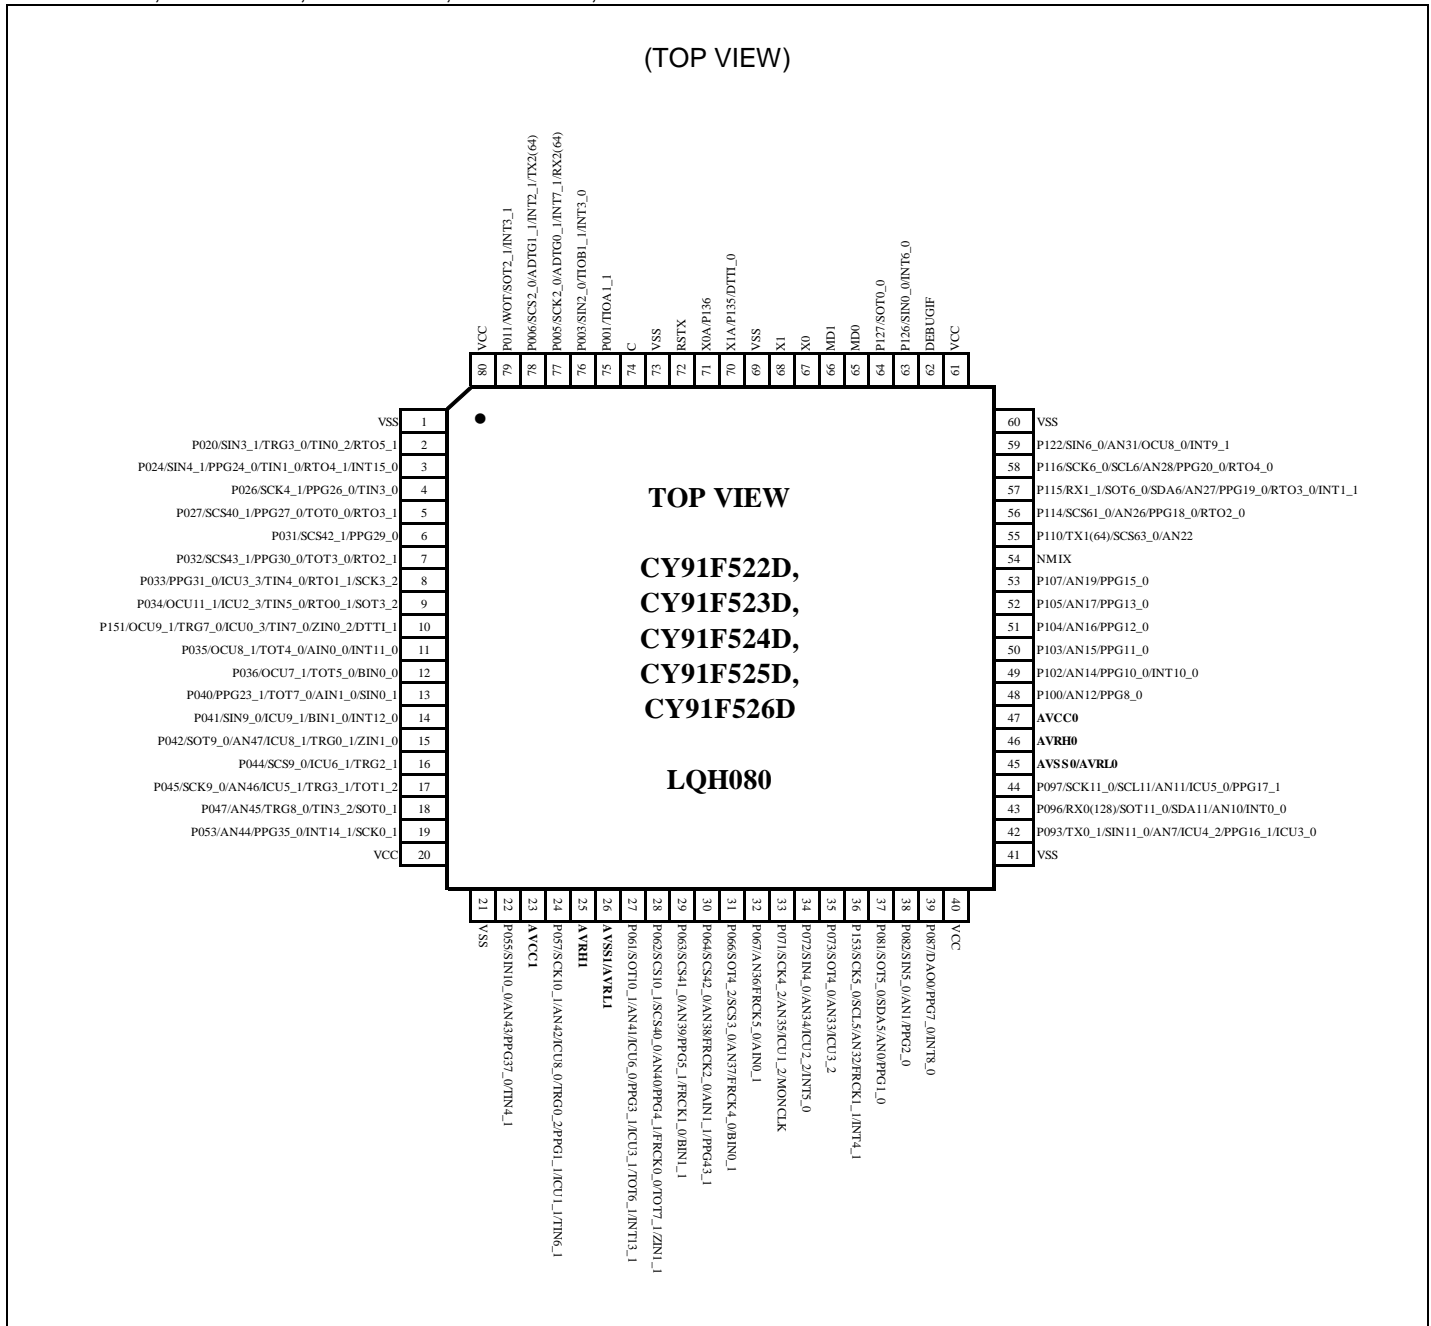 (TOP VIEW)
80 VCC
79 P011/WOT/SOT2_1/INT3_1
78 P006/SCS2_0/ADTG1_1/INT2_1/TX2(64)
77 P005/SCK2_0/ADTG0_1/INT7_1/RX2(64)
76 P003/SIN2_0/TIOB1_1/INT3_0
75 P001/TIOA1_1
74 C
73 VSS
72 RSTX
71 X0A/P136
70 X1A/P135/DTTI_0
69 VSS
68 X1
67 X0
66 MD1
65 MD0
64 P127/SOT0_0
63 P126/SIN0_0/INT6_0
62 DEBUGIF
61 VCC
VSS 1
P020/SIN3_1/TRG3_0/TIN0_2/RTO5_1 2
P024/SIN4_1/PPG24_0/TIN1_0/RTO4_1/INT15_0 3
P026/SCK4_1/PPG26_0/TIN3_0 4
P027/SCS40_1/PPG27_0/TOT0_0/RTO3_1 5
P031/SCS42_1/PPG29_0 6
P032/SCS43_1/PPG30_0/TOT3_0/RTO2_1 7
P033/PPG31_0/ICU3_3/TIN4_0/RTO1_1/SCK3_2 8
P034/OCU11_1/ICU2_3/TIN5_0/RTO0_1/SOT3_2 9
P151/OCU9_1/TRG7_0/ICU0_3/TIN7_0/ZIN0_2/DTTI_1 10
P035/OCU8_1/TOT4_0/AIN0_0/INT11_0 11
P036/OCU7_1/TOT5_0/BIN0_0 12
P040/PPG23_1/TOT7_0/AIN1_0/SIN0_1 13
P041/SIN9_0/ICU9_1/BIN1_0/INT12_0 14
P042/SOT9_0/AN47/ICU8_1/TRG0_1/ZIN1_0 15
P044/SCS9_0/ICU6_1/TRG2_1 16
P045/SCK9_0/AN46/ICU5_1/TRG3_1/TOT1_2 17
P047/AN45/TRG8_0/TIN3_2/SOT0_1 18
P053/AN44/PPG35_0/INT14_1/SCK0_1 19
VCC 20
TOP VIEW
CY91F522D,
CY91F523D,
CY91F524D,
CY91F525D,
CY91F526D
LQH080
60 VSS
59 P122/SIN6_0/AN31/OCU8_0/INT9_1
58 P116/SCK6_0/SCL6/AN28/PPG20_0/RTO4_0
57 P115/RX1_1/SOT6_0/SDA6/AN27/PPG19_0/RTO3_0/INT1_1
56 P114/SCS61_0/AN26/PPG18_0/RTO2_0
55 P110/TX1(64)/SCS63_0/AN22
54 NMIX
53 P107/AN19/PPG15_0
52 P105/AN17/PPG13_0
51 P104/AN16/PPG12_0
50 P103/AN15/PPG11_0
49 P102/AN14/PPG10_0/INT10_0
48 P100/AN12/PPG8_0
47 AVCC0
46 AVRH0
45 AVSS0/AVRL0
44 P097/SCK11_0/SCL11/AN11/ICU5_0/PPG17_1
43 P096/RX0(128)/SOT11_0/SDA11/AN10/INT0_0
42 P093/TX0_1/SIN11_0/AN7/ICU4_2/PPG16_1/ICU3_0
41 VSS
21 VSS
22 P055/SIN10_0/AN43/PPG37_0/TIN4_1
23 AVCC1
24 P057/SCK10_1/AN42/ICU8_0/TRG0_2/PPG1_1/ICU1_1/TIN6_1
25 AVRH1
26 AVSS1/AVRL1
27 P061/SOT10_1/AN41/ICU6_0/PPG3_1/ICU3_1/TOT6_1/INT13_1
28 P062/SCS10_1/SCS40_0/AN40/PPG4_1/FRCK0_0/TOT7_1/ZIN1_1
29 P063/SCS41_0/AN39/PPG5_1/FRCK1_0/BIN1_1
30 P064/SCS42_0/AN38/FRCK2_0/AIN1_1/PPG43_1
31 P066/SOT4_2/SCS3_0/AN37/FRCK4_0/BIN0_1
32 P067/AN36/FRCK5_0/AIN0_1
33 P071/SCK4_2/AN35/ICU1_2/MONCLK
34 P072/SIN4_0/AN34/ICU2_2/INT5_0
35 P073/SOT4_0/AN33/ICU3_2
36 P153/SCK5_0/SCL5/AN32/FRCK1_1/INT4_1
37 P081/SOT5_0/SDA5/AN0/PPG1_0
38 P082/SIN5_0/AN1/PPG2_0
39 P087/DAO0/PPG7_0/INT8_0
40 VCC